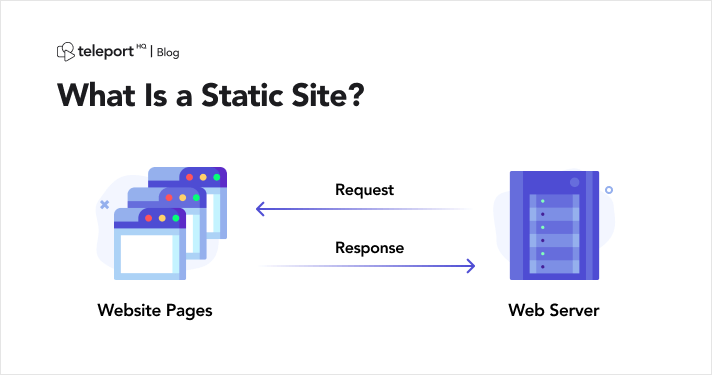 teleport HQ | Blog
What Is a Static Site?
Request
Response
Website Pages
Web Server